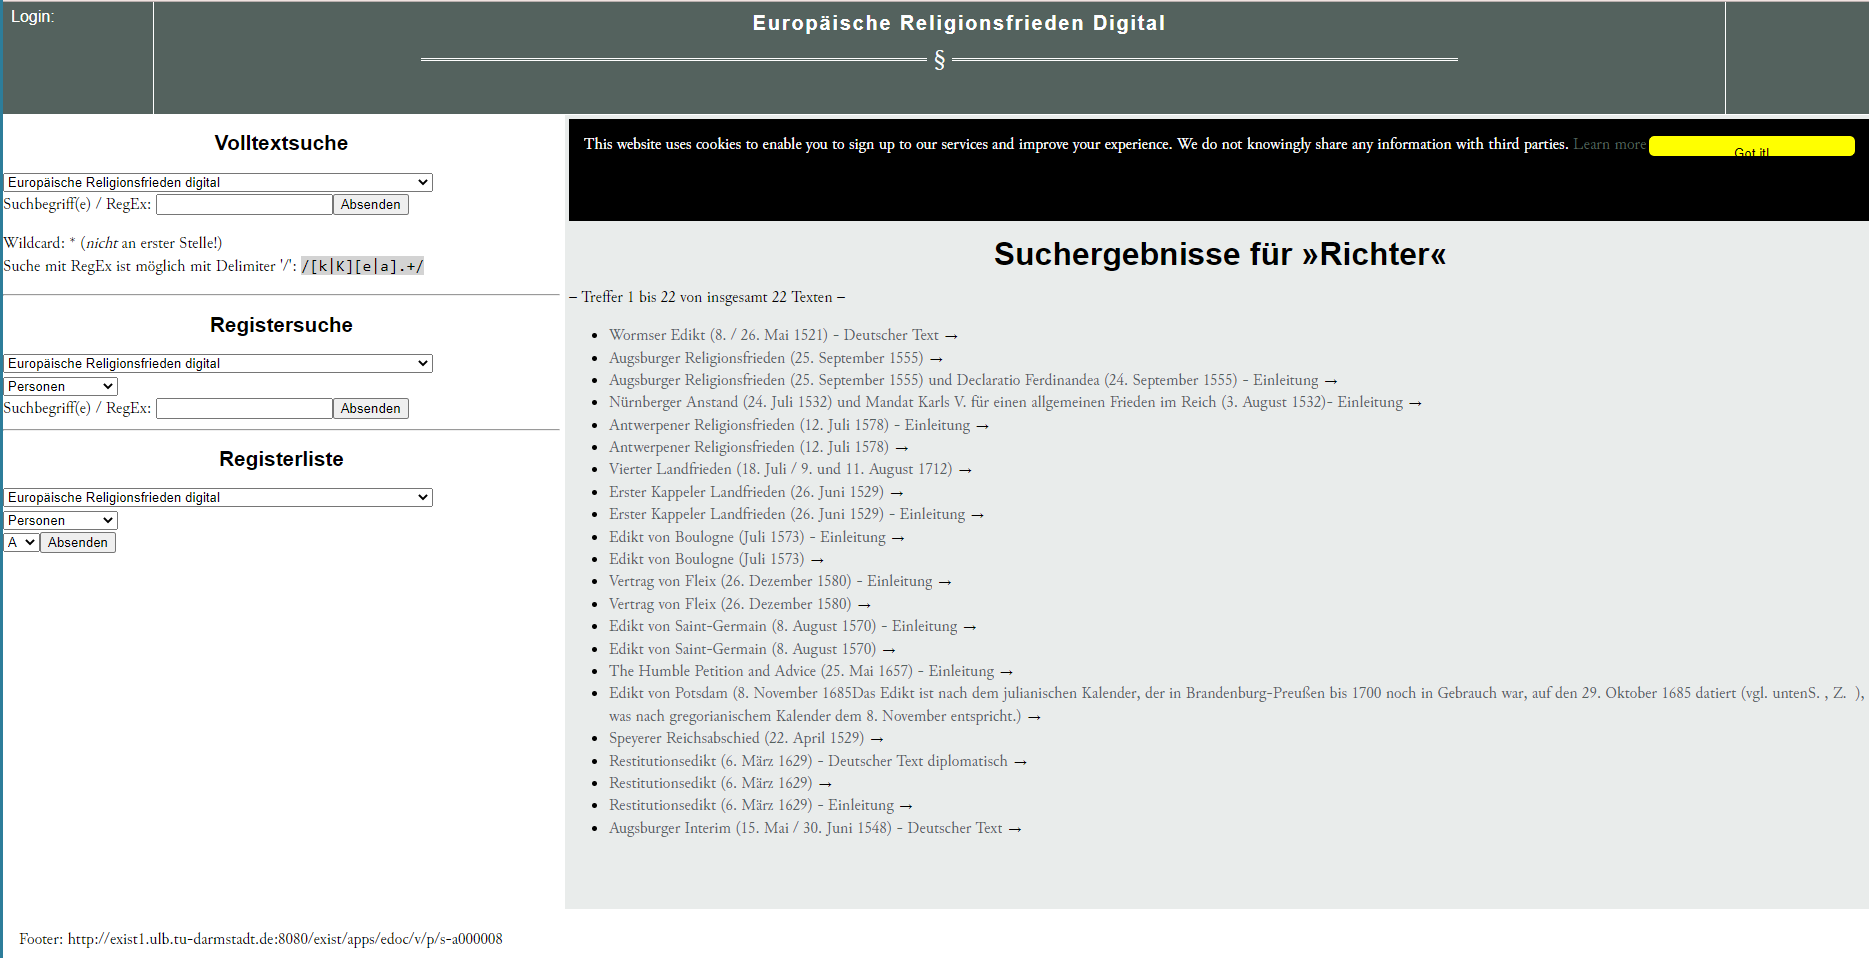 Login:
Europäische Religionsfrieden Digital
§
Volltextsuche
Europäische Religionsfrieden digital
Suchbegriff(e) / RegEx: Absenden
Wildcard: * (nicht an erster Stelle!)
Suche mit RegEx ist möglich mit Delimiter '/': /[k|K][e|a].+/
Registersuche
Europäische Religionsfrieden digital
Personen
Suchbegriff(e) / RegEx: Absenden
Registerliste
Europäische Religionsfrieden digital
Personen
A Absenden
This website uses cookies to enable you to sign up to our services and improve your experience. We do not knowingly share any information with third parties. Learn more Got it!
Suchergebnisse für »Richter«
– Treffer 1 bis 22 von insgesamt 22 Texten –
• Wormser Edikt (8. / 26. Mai 1521) - Deutscher Text →
• Augsburger Religionsfrieden (25. September 1555) →
• Augsburger Religionsfrieden (25. September 1555) und Declaratio Ferdinandea (24. September 1555) - Einleitung →
• Nürnberger Anstand (24. Juli 1532) und Mandat Karls V. für einen allgemeinen Frieden im Reich (3. August 1532)- Einleitung →
• Antwerpener Religionsfrieden (12. Juli 1578) - Einleitung →
• Antwerpener Religionsfrieden (12. Juli 1578) →
• Vierter Landfrieden (18. Juli / 9. und 11. August 1712) →
• Erster Kappeler Landfrieden (26. Juni 1529) →
• Erster Kappeler Landfrieden (26. Juni 1529) - Einleitung →
• Edikt von Boulogne (Juli 1573) - Einleitung →
• Edikt von Boulogne (Juli 1573) →
• Vertrag von Fleix (26. Dezember 1580) - Einleitung →
• Vertrag von Fleix (26. Dezember 1580) →
• Edikt von Saint-Germain (8. August 1570) - Einleitung →
• Edikt von Saint-Germain (8. August 1570) →
• The Humble Petition and Advice (25. Mai 1657) - Einleitung →
• Edikt von Potsdam (8. November 1685Das Edikt ist nach dem julianischen Kalender, der in Brandenburg-Preußen bis 1700 noch in Gebrauch war, auf den 29. Oktober 1685 datiert (vgl. untenS. , Z. ),
was nach gregorianischem Kalender dem 8. November entspricht.) →
• Speyerer Reichsabschied (22. April 1529) →
• Restitutionsedikt (6. März 1629) - Deutscher Text diplomatisch →
• Restitutionsedikt (6. März 1629) →
• Restitutionsedikt (6. März 1629) - Einleitung →
• Augsburger Interim (15. Mai / 30. Juni 1548) - Deutscher Text →
Footer: http://exist1.ulb.tu-darmstadt.de:8080/exist/apps/edoc/v/p/s-a000008